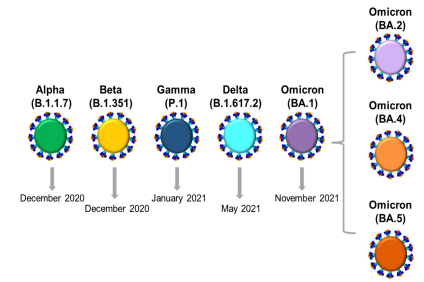 Omicron
(BA.2)
Alpha
(B.1.1.7)
Beta
(B.1.351)
Gamma
(P.1)
Delta
(B.1.617.2)
Omicron
(BA.1)
Omicron
(BA.4)
December 2020
December 2020
January 2021
May 2021
November 2021
Omicron
(BA.5)